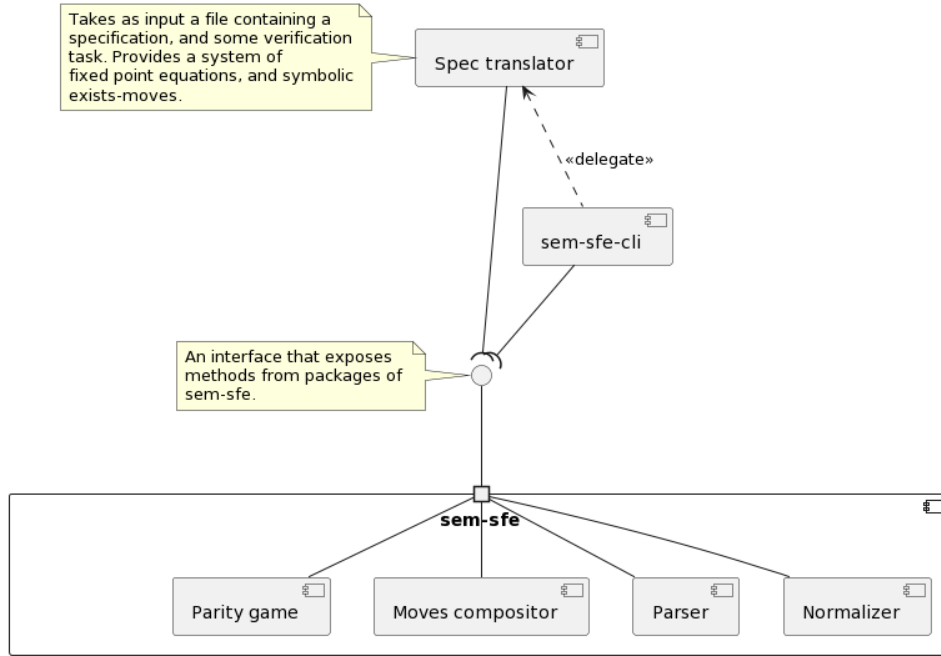 Takes as input a file containing a
specification, and some verification
task. Provides a system of
fixed point equations, and symbolic
exists-moves.
Spec translator
«delegate»
sem-sfe-cli
An interface that exposes
methods from packages of
sem-sfe.
sem-sfe
Parity game
Moves compositor
Parser
Normalizer